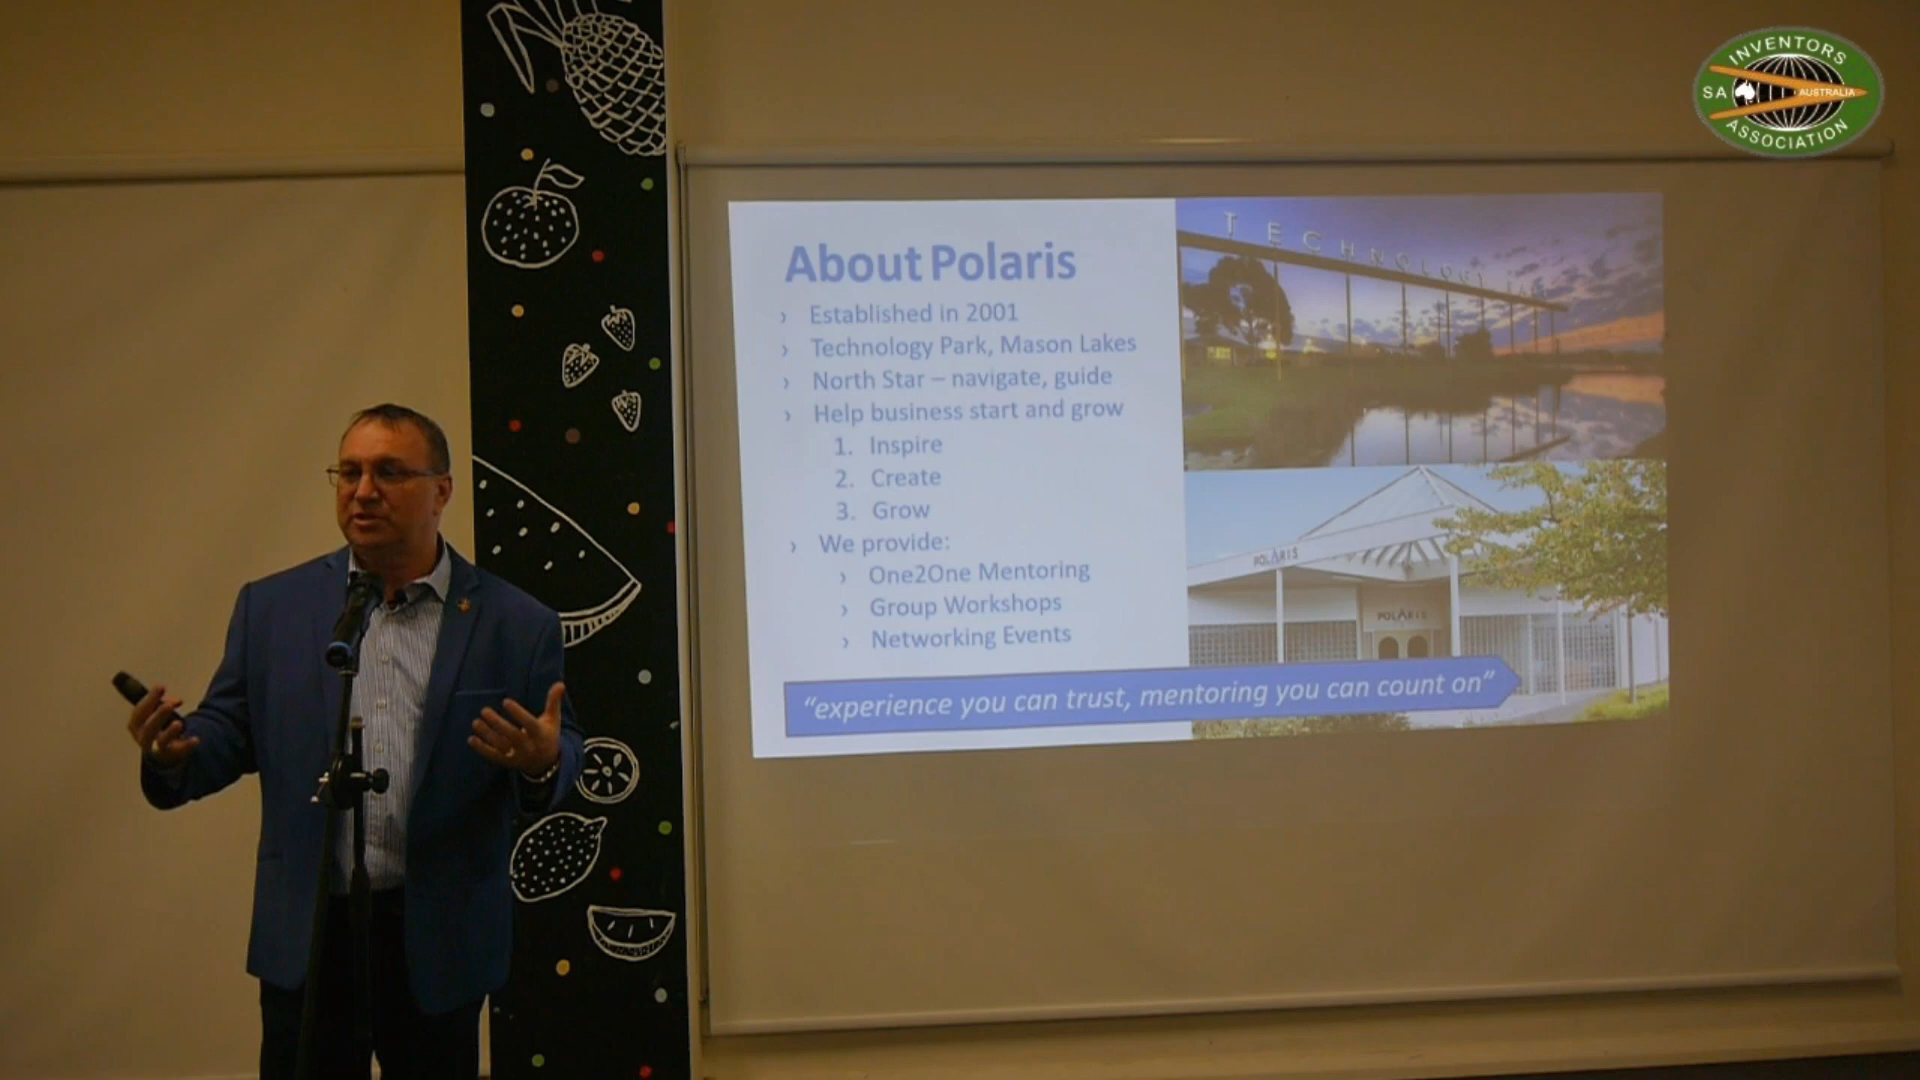 INVENTORS
SA AUSTRALIA
ASSOCIATION
TECHNOLOGY PARK
About Polaris
› Established in 2001
› Technology Park, Mason Lakes
› North Star – navigate, guide
› Help business start and grow
1. Inspire
2. Create
3. Grow
› We provide:
› One2One Mentoring
› Group Workshops
› Networking Events
POLARIS
POLARIS
“experience you can trust, mentoring you can count on”